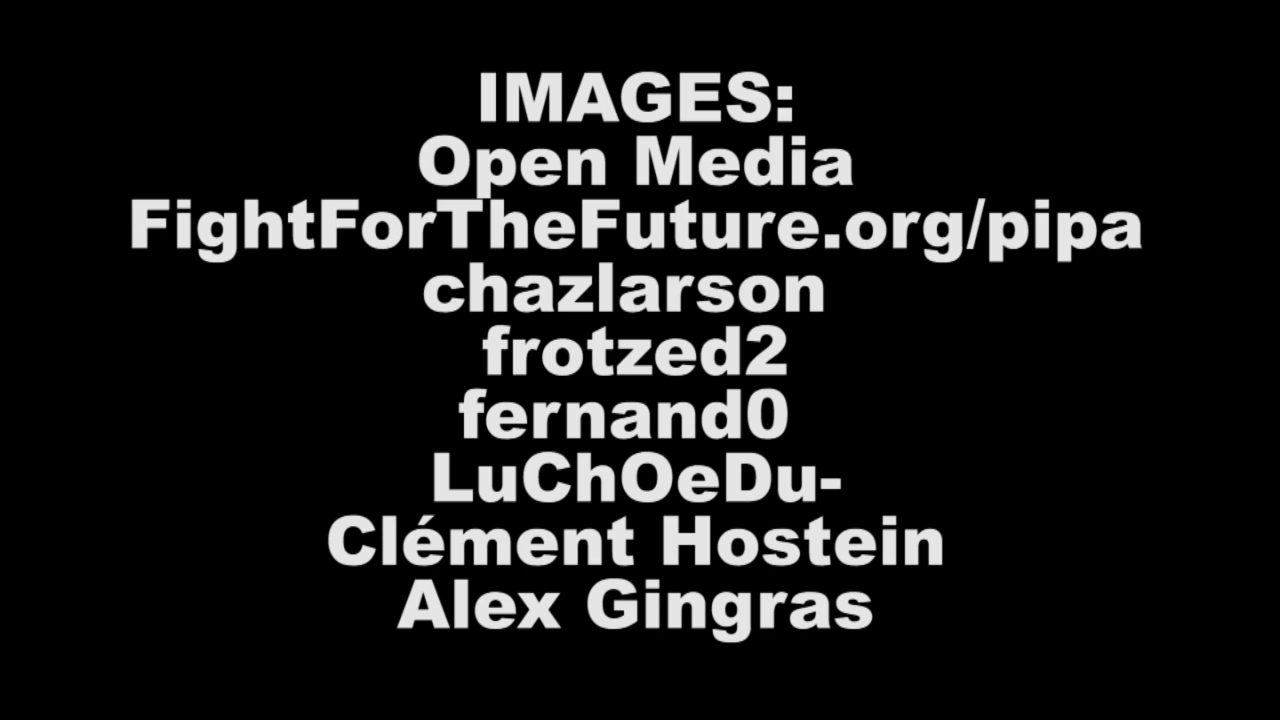 IMAGES:
Open Media
FightForTheFuture.org/pipa
chazlarson
frotzed2
fernand0
LuChOeDu-
Clément Hostein
Alex Gingras